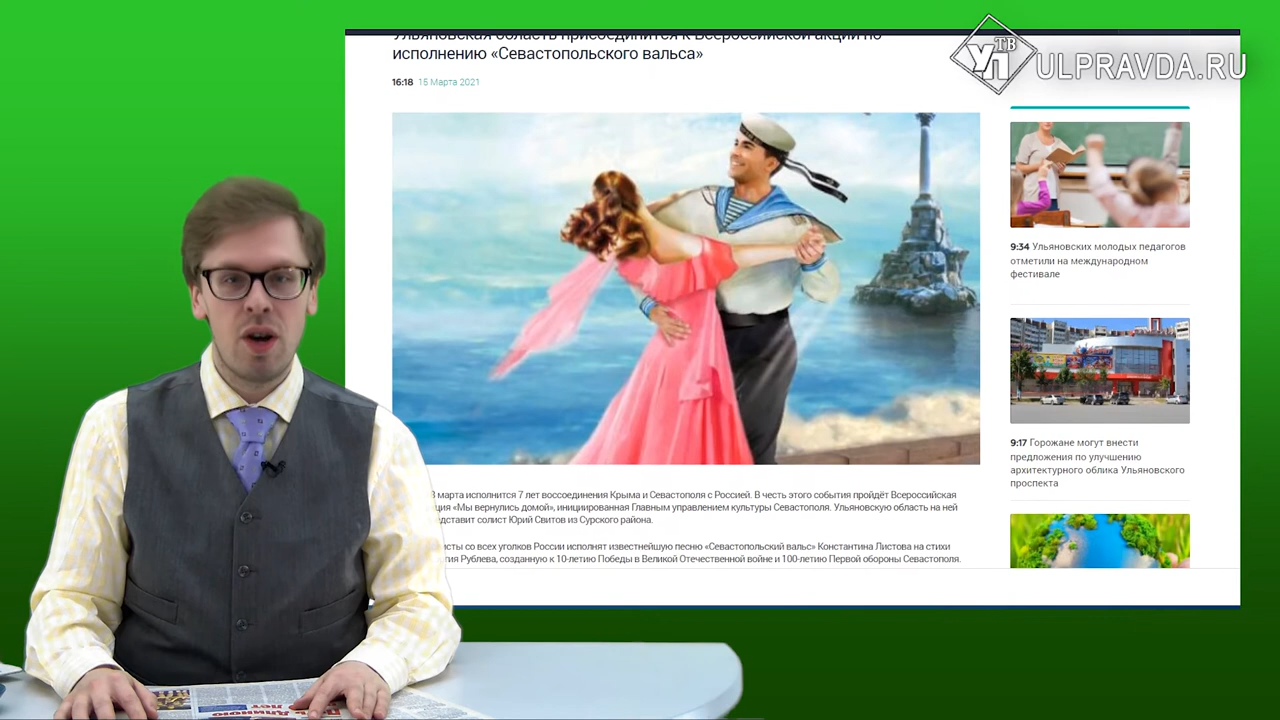 Ульяновская область присоединится к Всероссийской акции по
исполнению «Севастопольского вальса»
16:18 15 Марта 2021
УП ТВ
ULPRAVDA.RU
9:34 Ульяновских молодых педагогов
отметили на международном
фестивале
9:17 Горожане могут внести
предложения по улучшению
архитектурного облика Ульяновского
проспекта
марта исполнится 7 лет воссоединения Крыма и Севастополя с Россией. В честь этого события пройдёт Всероссийская
«Мы вернулись домой», инициированная Главным управлением культуры Севастополя. Ульяновскую область на ней
солист Юрий Свитов из Сурского района.
со всех уголков России исполнят известнейшую песню «Севастопольский вальс» Константина Листова на стихи
Рублева, созданную к 10-летию Победы в Великой Отечественной войне и 100-летию Первой обороны Севастополя.
ЛЕТ